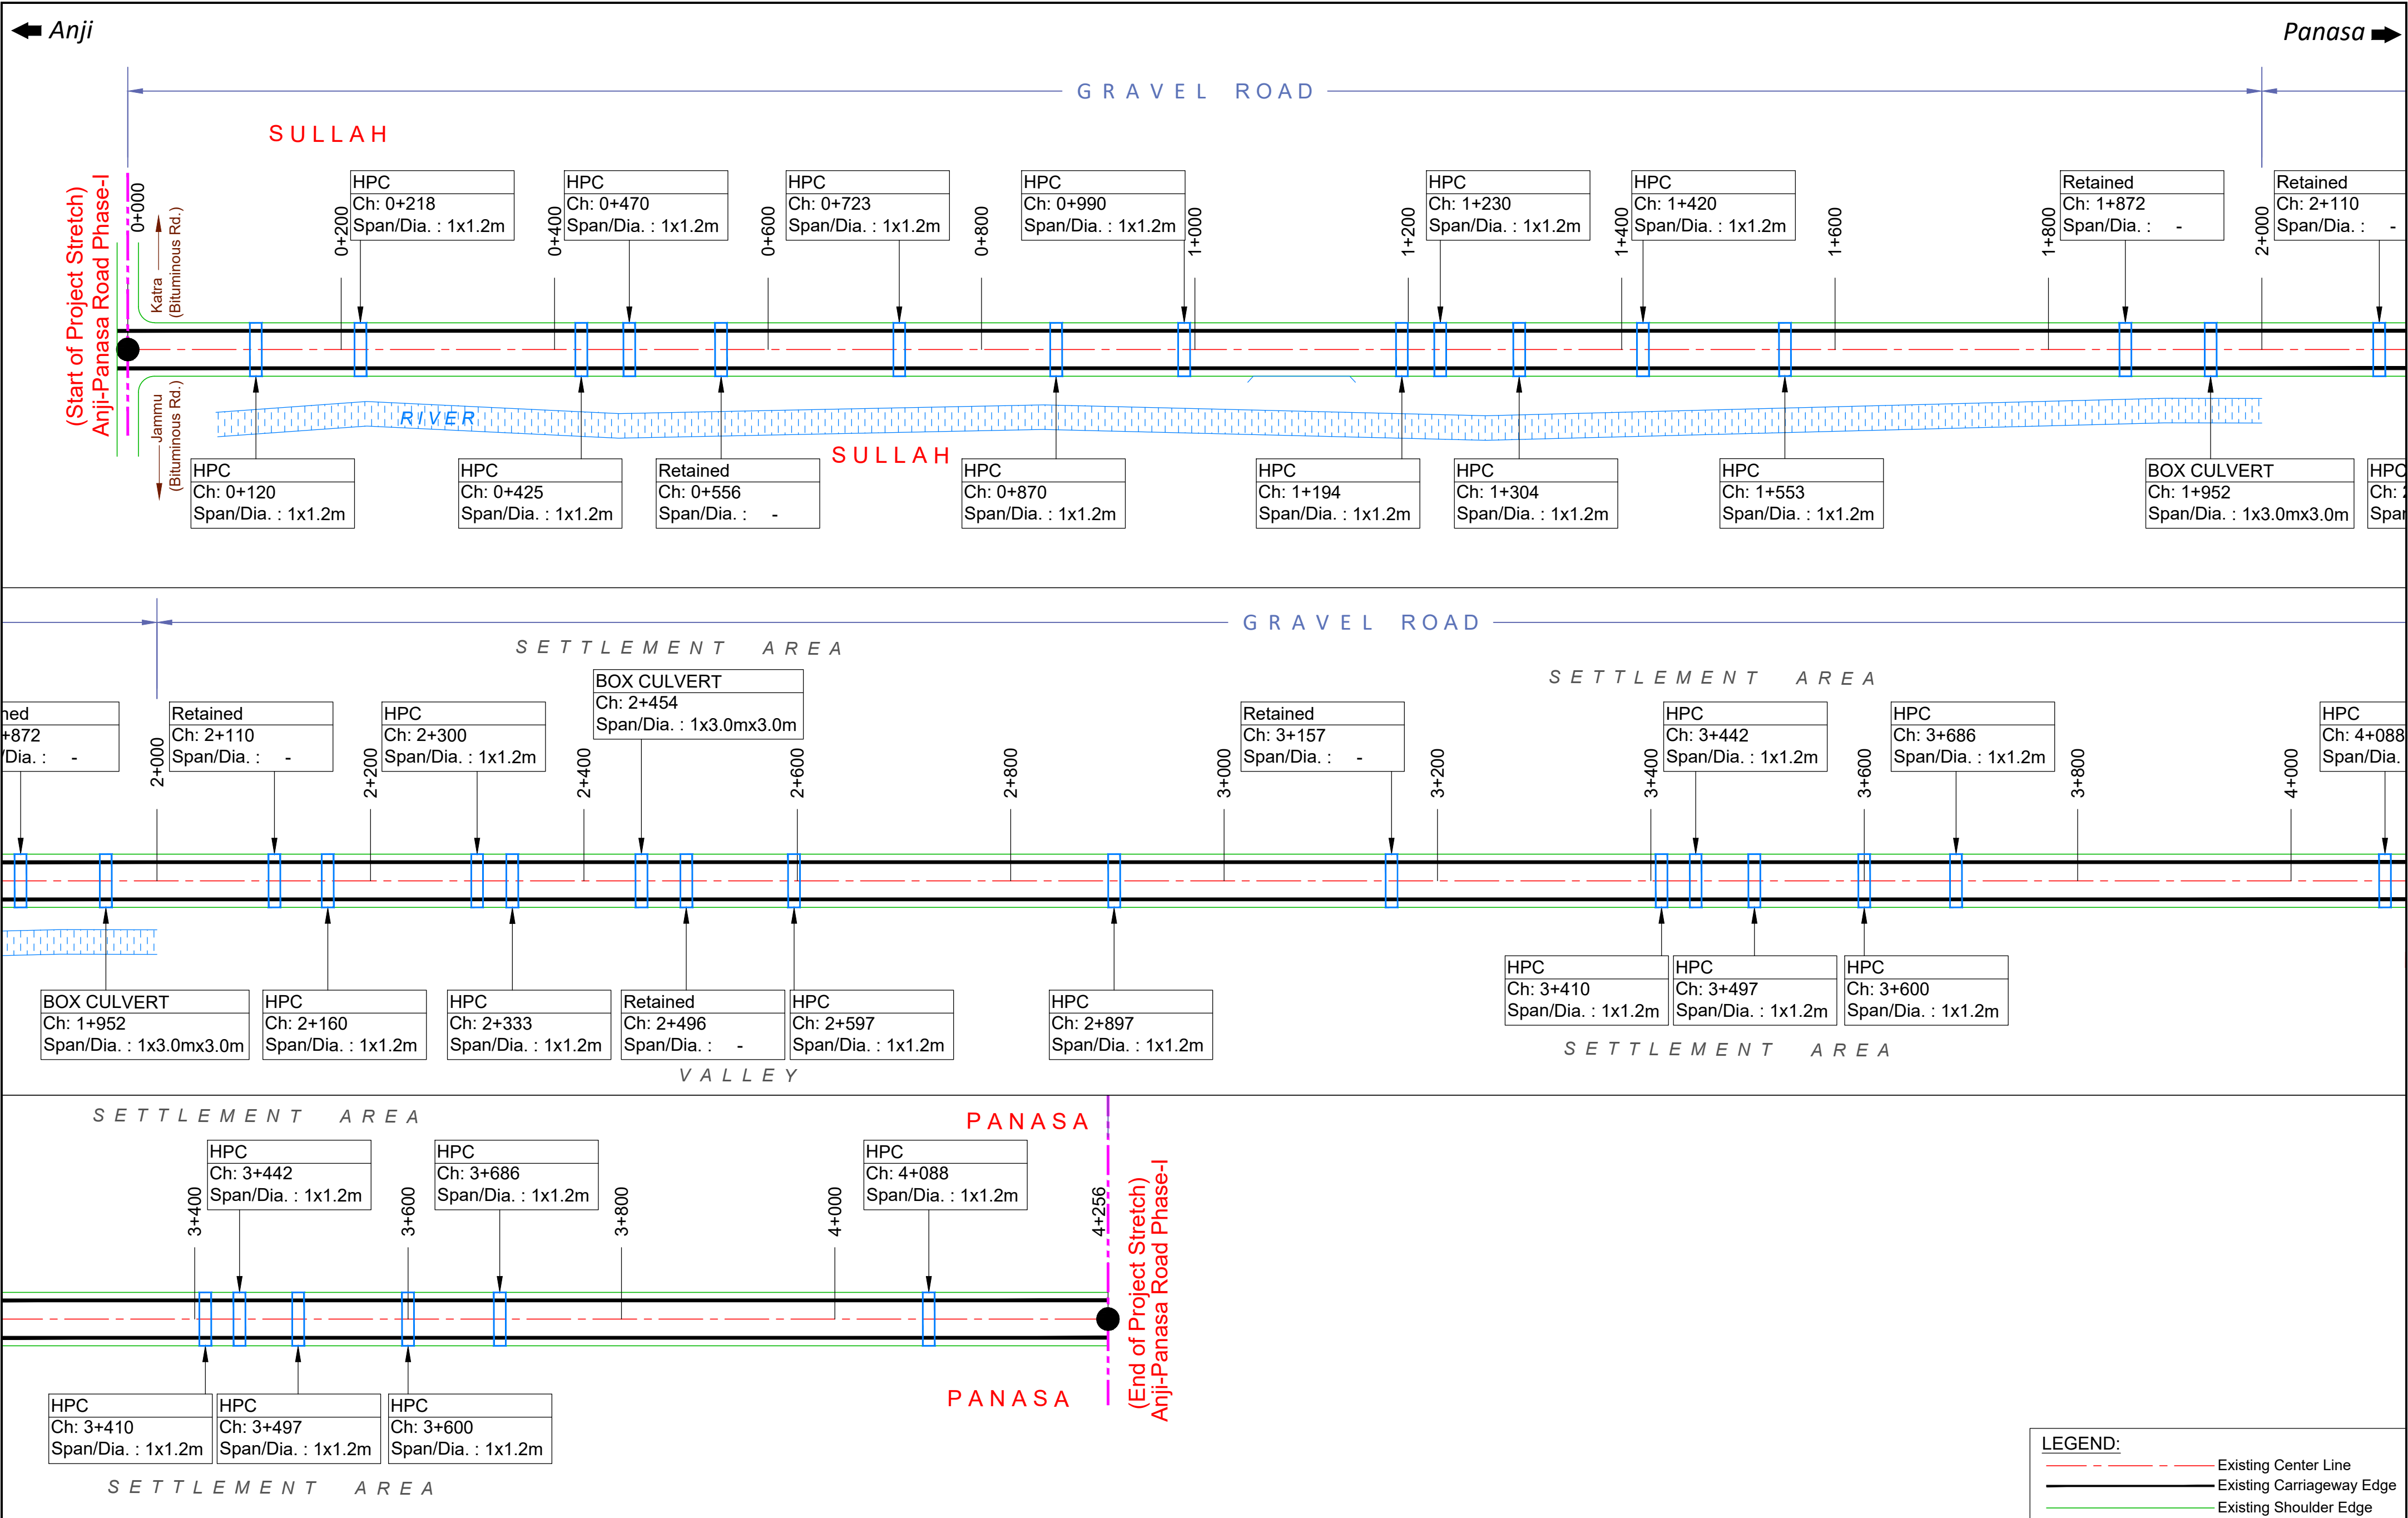 Anji
Panasa
GRAVEL ROAD
SULLAH
(Start of Project Stretch)
Anji-Panasa Road Phase-I
0+000
Katra
(Bituminous Rd.)
Jammu
(Bituminous Rd.)
HPC
Ch: 0+218
Span/Dia. : 1x1.2m
HPC
Ch: 0+470
Span/Dia. : 1x1.2m
HPC
Ch: 0+723
Span/Dia. : 1x1.2m
HPC
Ch: 0+990
Span/Dia. : 1x1.2m
HPC
Ch: 1+230
Span/Dia. : 1x1.2m
HPC
Ch: 1+420
Span/Dia. : 1x1.2m
Retained
Ch: 1+872
Span/Dia. : -
Retained
Ch: 2+110
Span/Dia. : -
0+200
0+400
0+600
0+800
1+000
1+200
1+400
1+600
1+800
2+000
RIVER
SULLAH
HPC
Ch: 0+120
Span/Dia. : 1x1.2m
HPC
Ch: 0+425
Span/Dia. : 1x1.2m
Retained
Ch: 0+556
Span/Dia. : -
HPC
Ch: 0+870
Span/Dia. : 1x1.2m
HPC
Ch: 1+194
Span/Dia. : 1x1.2m
HPC
Ch: 1+304
Span/Dia. : 1x1.2m
HPC
Ch: 1+553
Span/Dia. : 1x1.2m
BOX CULVERT
Ch: 1+952
Span/Dia. : 1x3.0mx3.0m
HPC
Ch:
GRAVEL ROAD
SETTLEMENT AREA
SETTLEMENT AREA
ned
+872
/Dia. : -
Retained
Ch: 2+110
Span/Dia. : -
HPC
Ch: 2+300
Span/Dia. : 1x1.2m
BOX CULVERT
Ch: 2+454
Span/Dia. : 1x3.0mx3.0m
Retained
Ch: 3+157
Span/Dia. : -
HPC
Ch: 3+442
Span/Dia. : 1x1.2m
HPC
Ch: 3+686
Span/Dia. : 1x1.2m
HPC
Ch: 4+088
Span/Dia.
2+000
2+200
2+400
2+600
2+800
3+000
3+200
3+400
3+600
3+800
4+000
BOX CULVERT
Ch: 1+952
Span/Dia. : 1x3.0mx3.0m
HPC
Ch: 2+160
Span/Dia. : 1x1.2m
HPC
Ch: 2+333
Span/Dia. : 1x1.2m
Retained
Ch: 2+496
Span/Dia. : -
HPC
Ch: 2+597
Span/Dia. : 1x1.2m
HPC
Ch: 2+897
Span/Dia. : 1x1.2m
HPC
Ch: 3+410
Span/Dia. : 1x1.2m
HPC
Ch: 3+497
Span/Dia. : 1x1.2m
HPC
Ch: 3+600
Span/Dia. : 1x1.2m
SETTLEMENT AREA
VALLEY
SETTLEMENT AREA
PANASA
HPC
Ch: 3+442
Span/Dia. : 1x1.2m
HPC
Ch: 3+686
Span/Dia. : 1x1.2m
HPC
Ch: 4+088
Span/Dia. : 1x1.2m
3+400
3+600
3+800
4+000
4+256
(End of Project Stretch)
Anji-Panasa Road Phase-I
PANASA
HPC
Ch: 3+410
Span/Dia. : 1x1.2m
HPC
Ch: 3+497
Span/Dia. : 1x1.2m
HPC
Ch: 3+600
Span/Dia. : 1x1.2m
SETTLEMENT AREA
LEGEND:
Existing Center Line
Existing Carriageway Edge
Existing Shoulder Edge